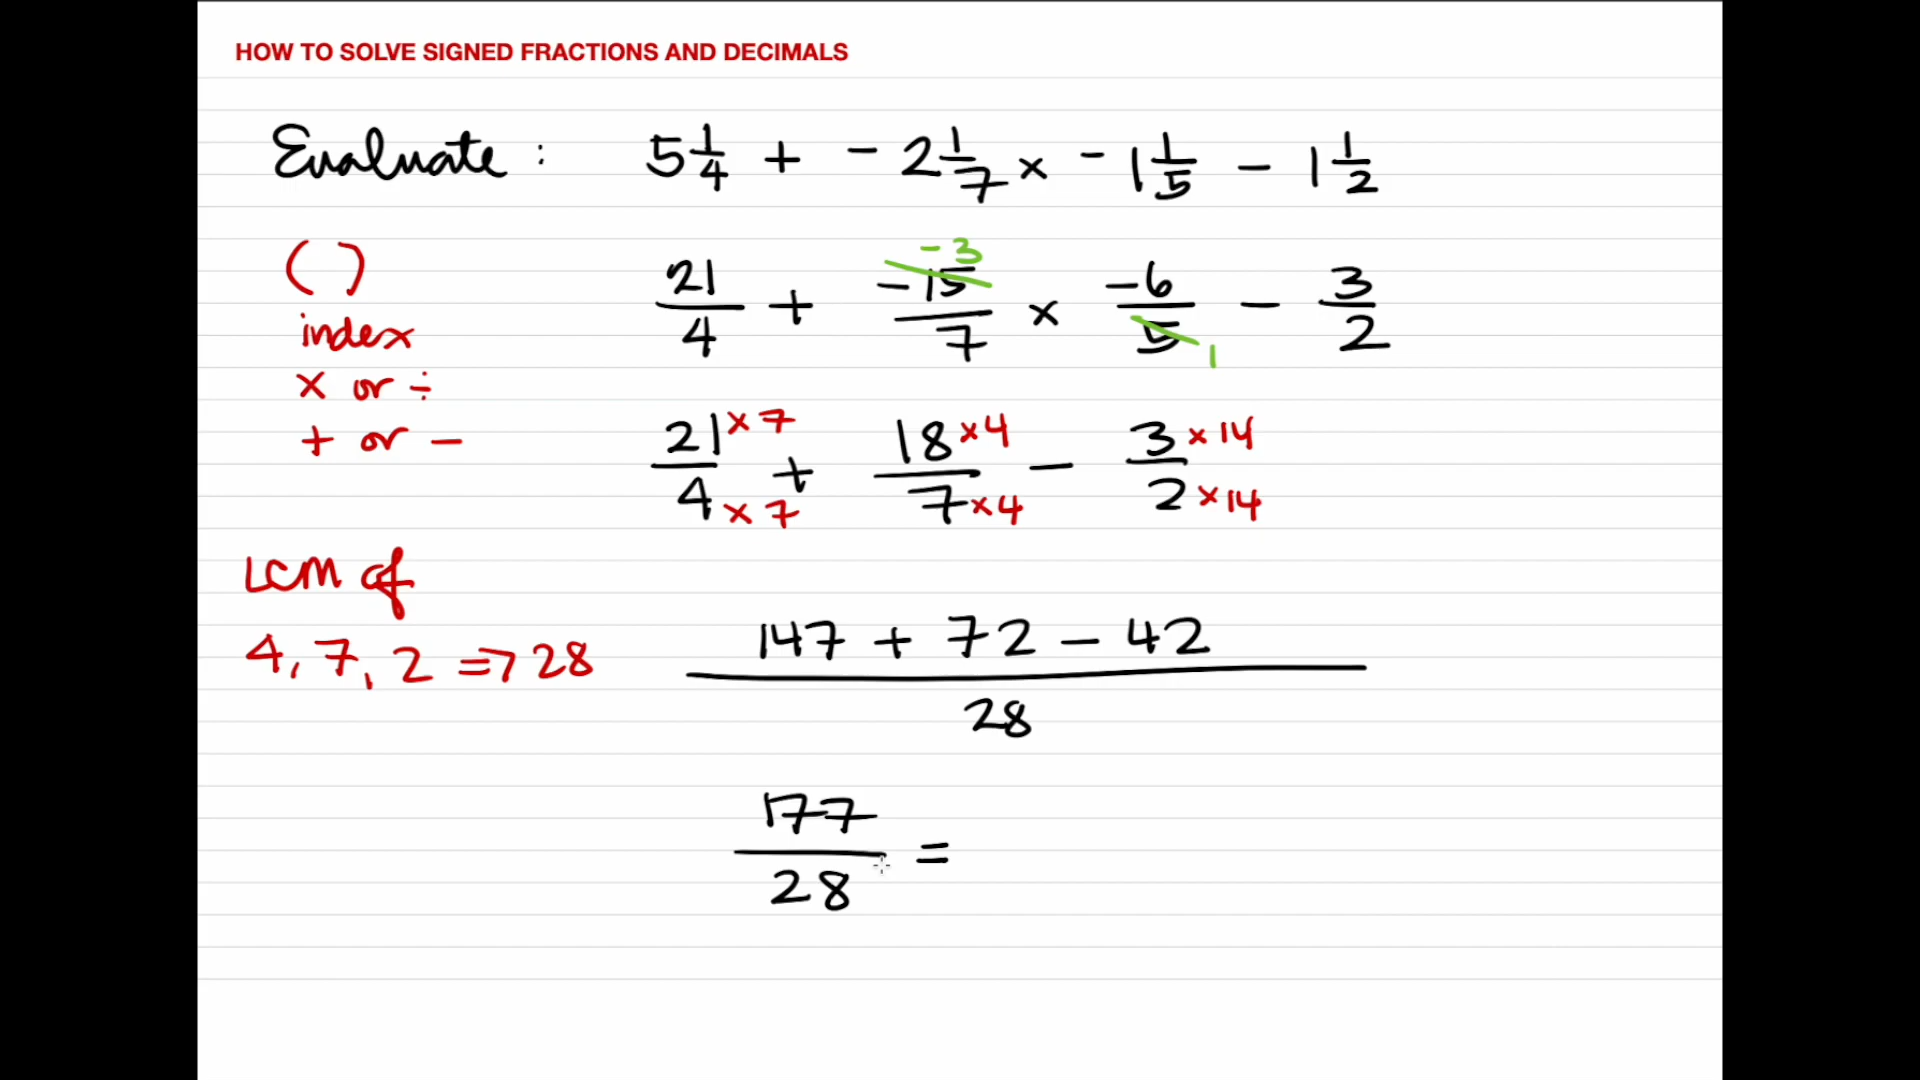 HOW TO SOLVE SIGNED FRACTIONS AND DECIMALS
Evaluate : 5 1/4 + - 2 1/7 × - 1 1/5 - 1 1/2
( )
index
× or ÷
+ or -
21/4 + -15/7 × -6/5 - 3/2
-3
1
21/4 + 18/7 - 3/2
×7 ×4 ×14
×7 ×4 ×14
LCM of
4, 7, 2 => 28
147 + 72 - 42
28
177/28 =